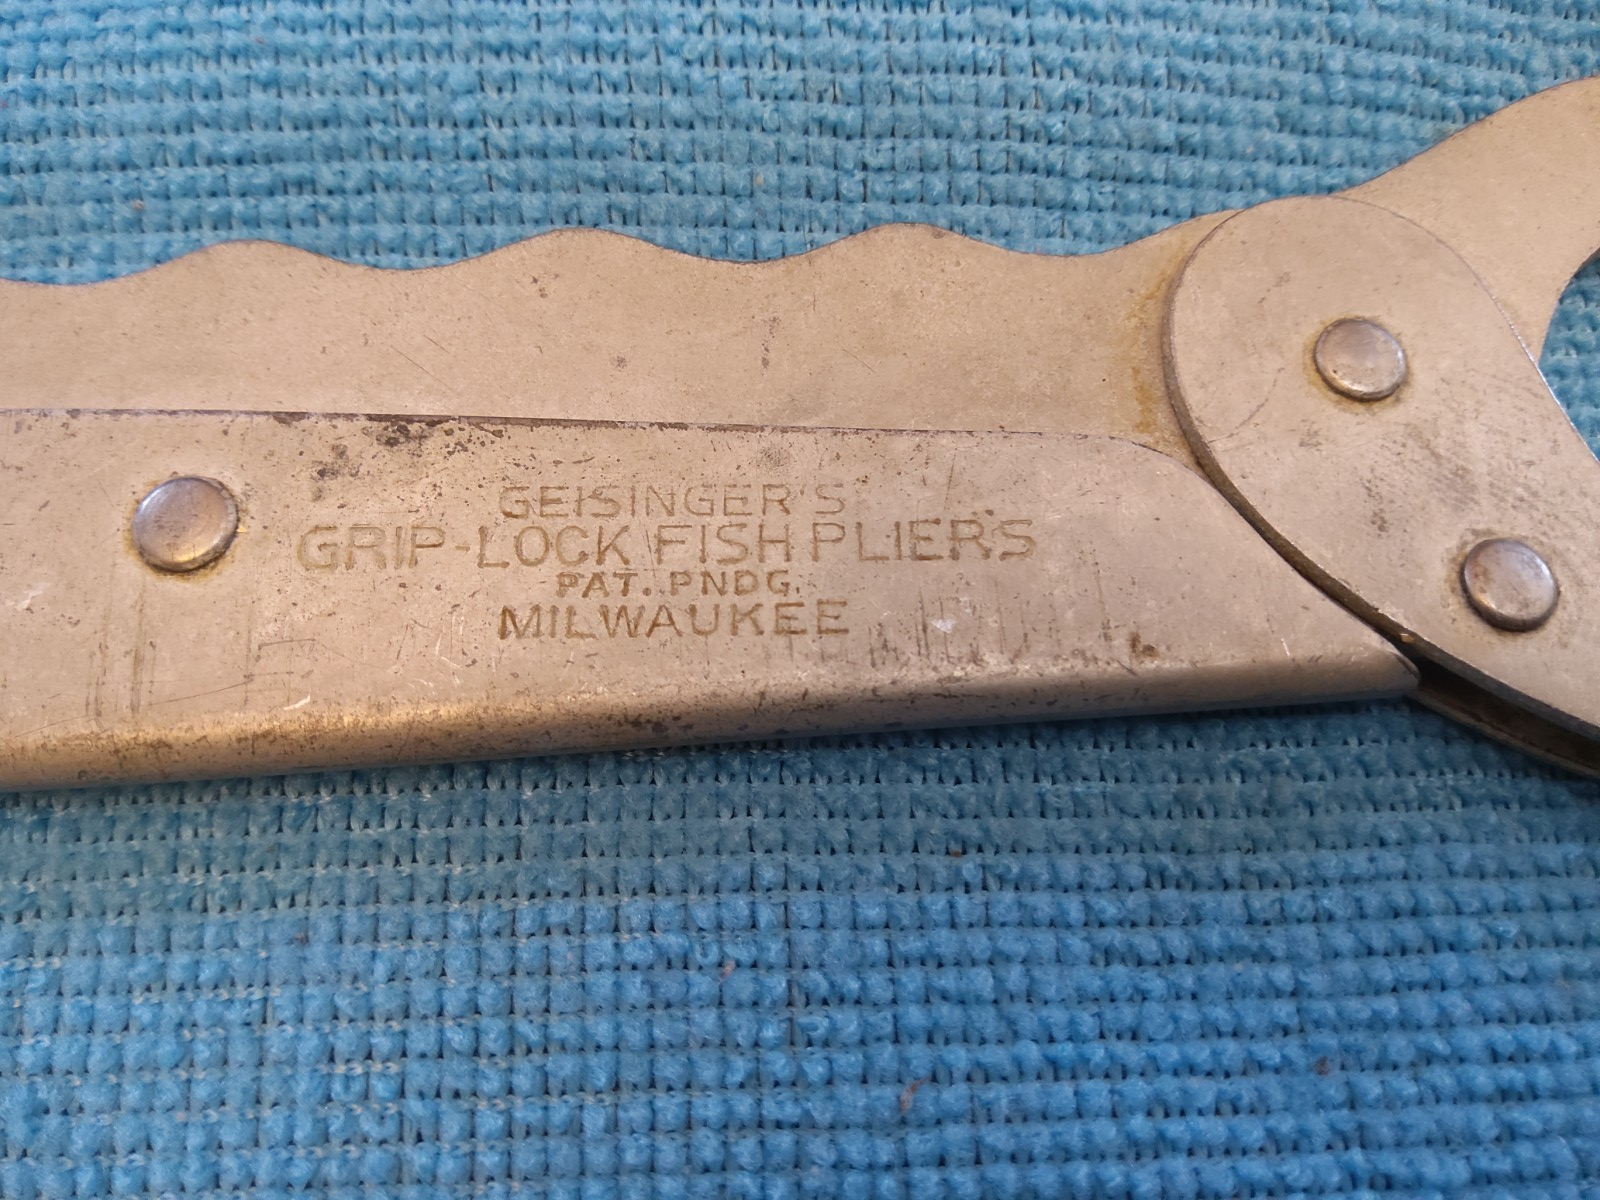 GEISINGER'S
GRIP-LOCK FISH PLIERS
PAT. PNDG.
MILWAUKEE